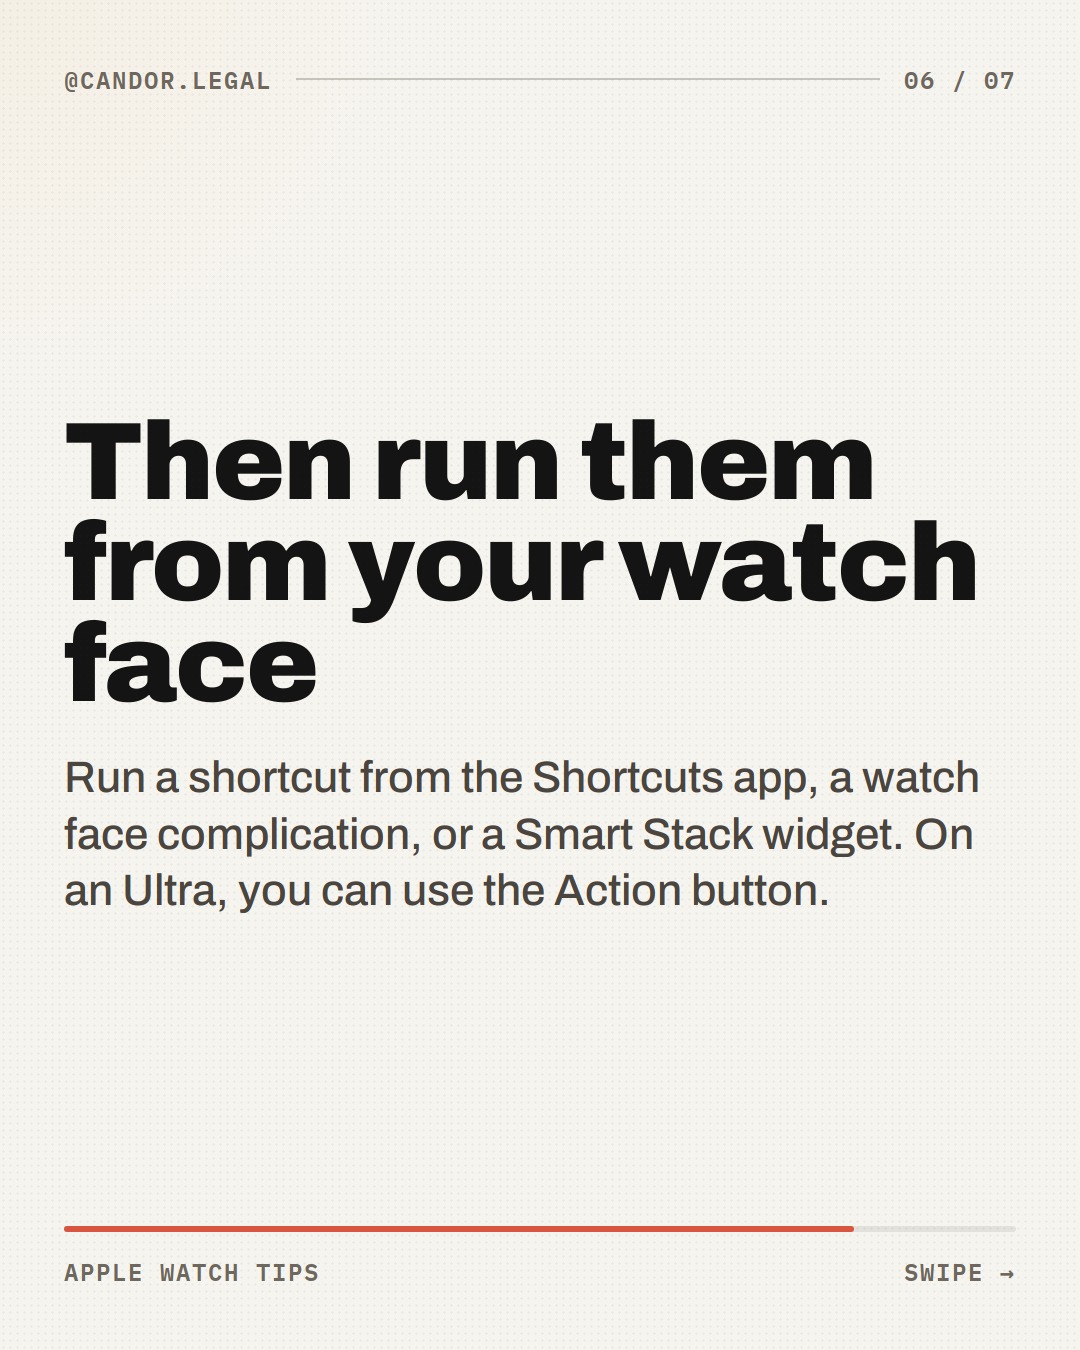 @CANDOR.LEGAL
06 / 07
Then run them
from your watch
face
Run a shortcut from the Shortcuts app, a watch
face complication, or a Smart Stack widget. On
an Ultra, you can use the Action button.
APPLE WATCH TIPS
SWIPE →